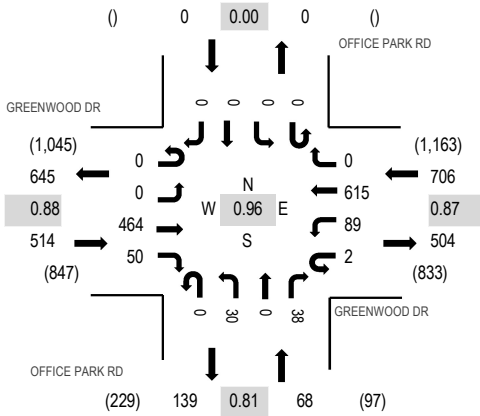 () 0 0.00 0 ()
OFFICE PARK RD
GREENWOOD DR
0 0 0 0
(1,045) (1,163)
645 0 0 706
0.88 0 N 615 0.87
W 0.96 E
514 464 S 89 504
(847) 50 2 (833)
0 30 0 38
GREENWOOD DR
OFFICE PARK RD
(229) 139 0.81 68 (97)